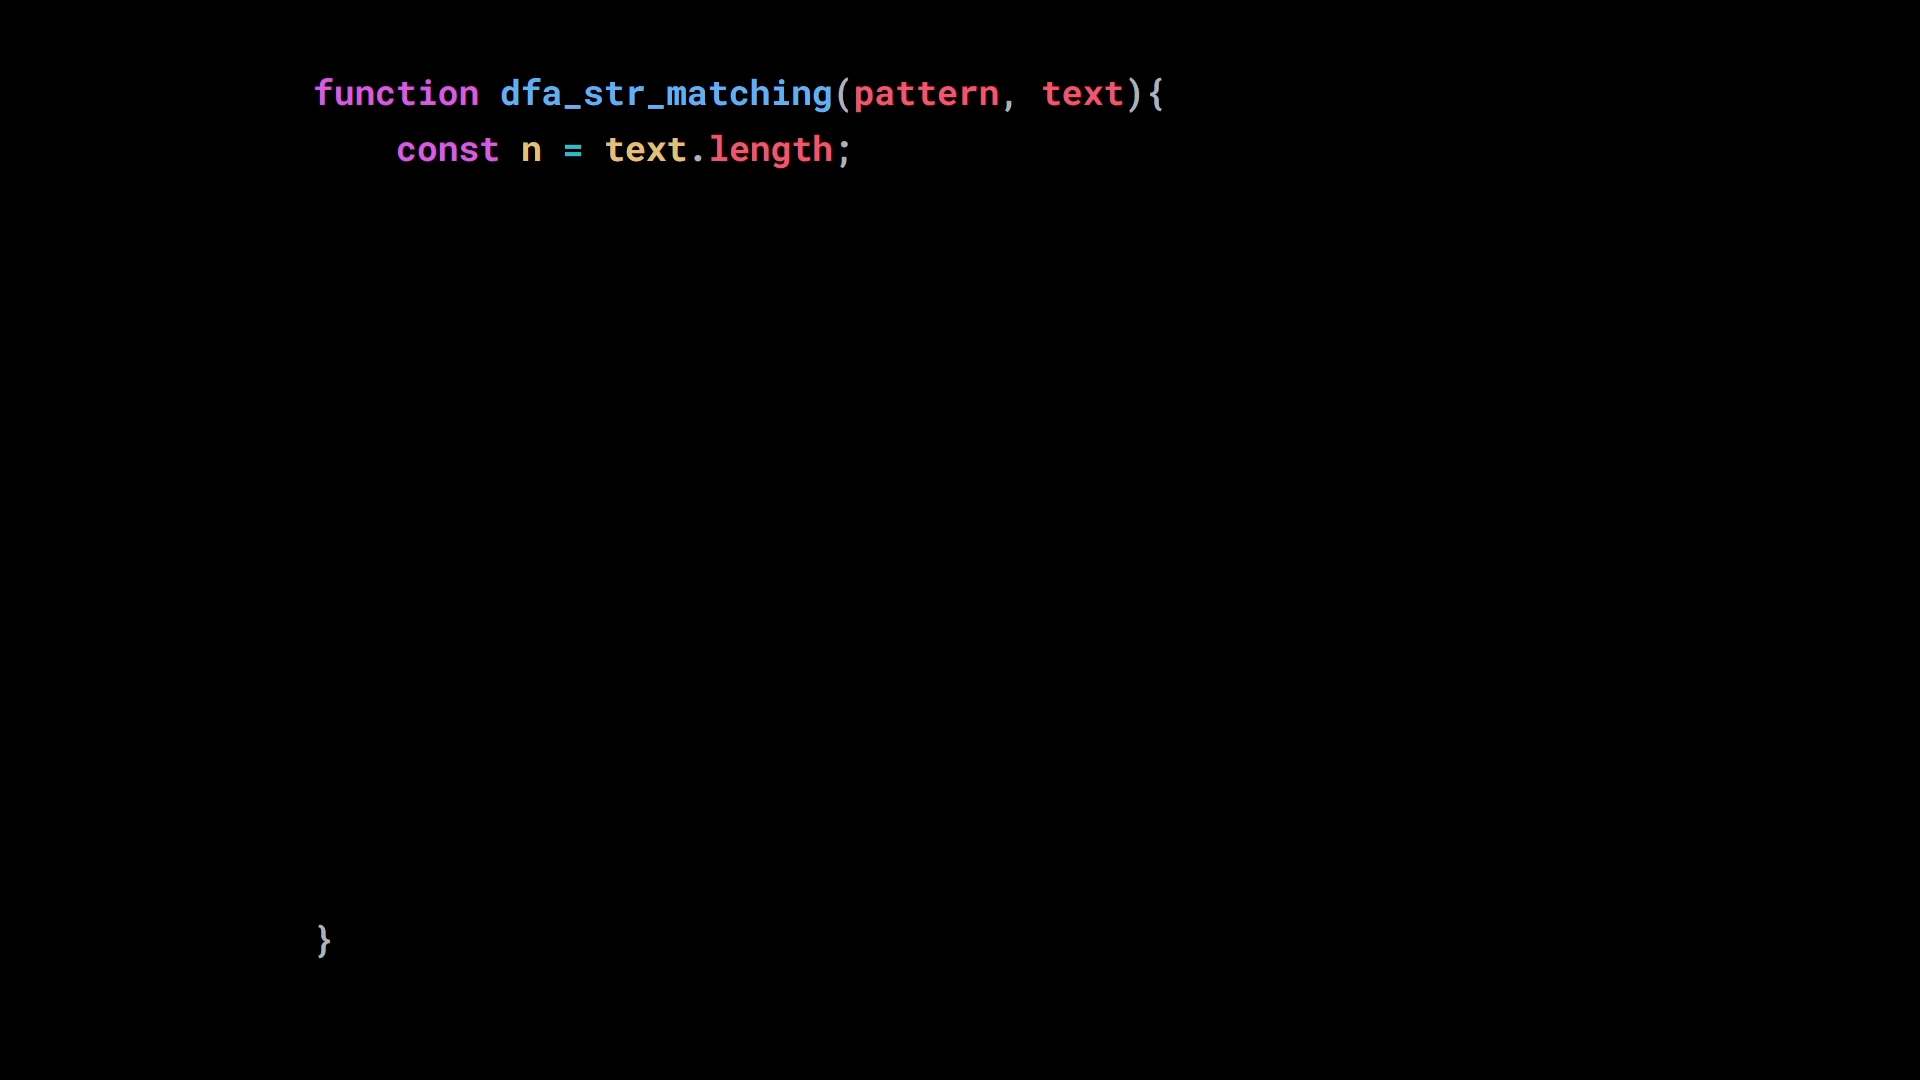 function dfa_str_matching(pattern, text){
    const n = text.length;
}